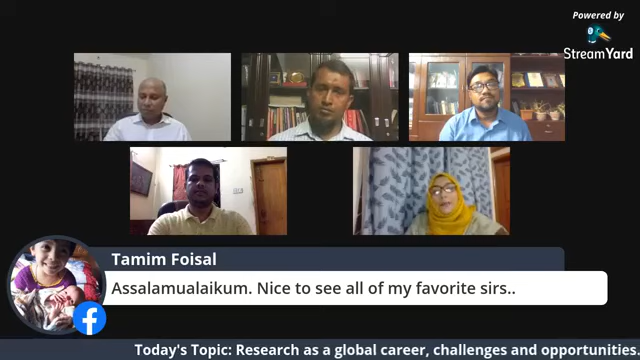 Powered by
StreamYard
Tamim Foisal
Assalamualaikum. Nice to see all of my favorite sirs..
Today's Topic: Research as a global career, challenges and opportunities.